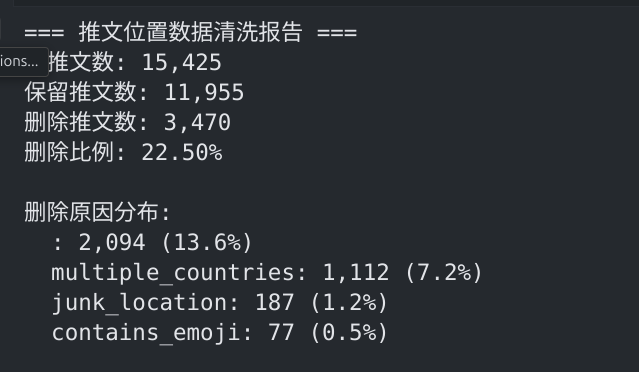 === 推文位置数据清洗报告 ===
ions...
推文数: 15,425
保留推文数: 11,955
删除推文数: 3,470
删除比例: 22.50%
删除原因分布:
: 2,094 (13.6%)
multiple_countries: 1,112 (7.2%)
junk_location: 187 (1.2%)
contains_emoji: 77 (0.5%)